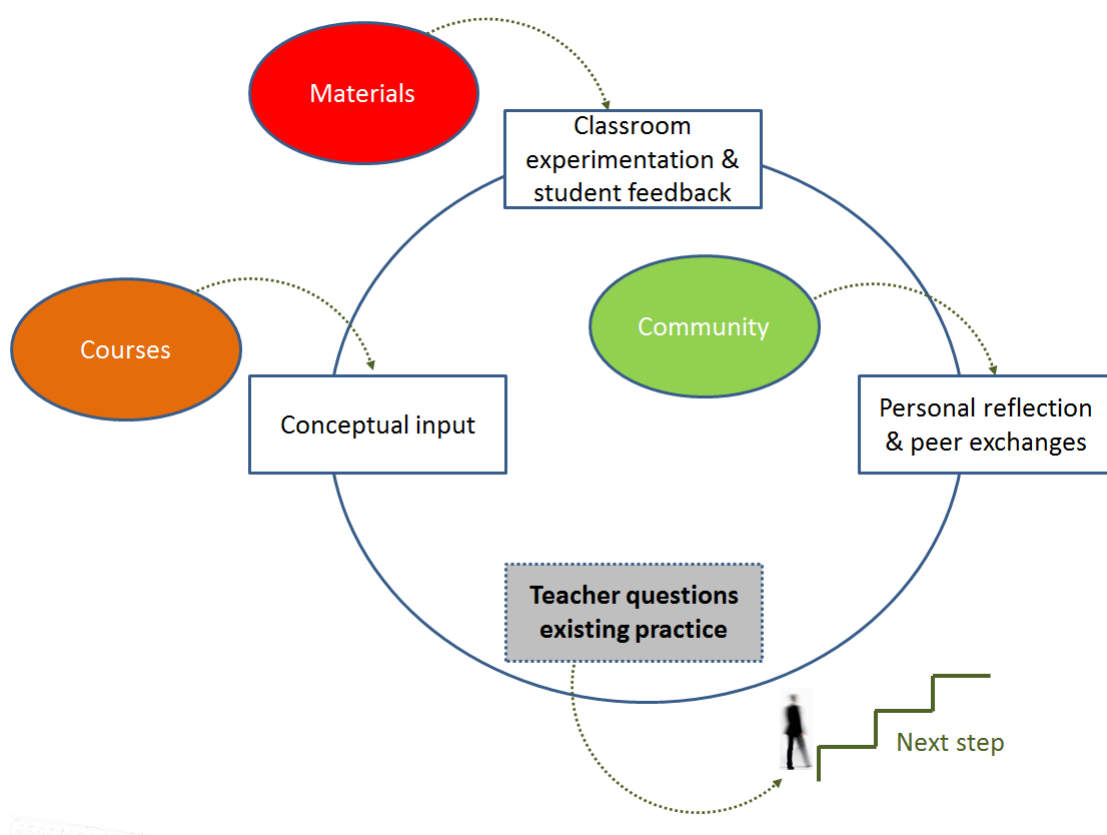 Materials
Classroom
experimentation &
student feedback
Community
Courses
Conceptual input
Personal reflection
& peer exchanges
Teacher questions
existing practice
Next step